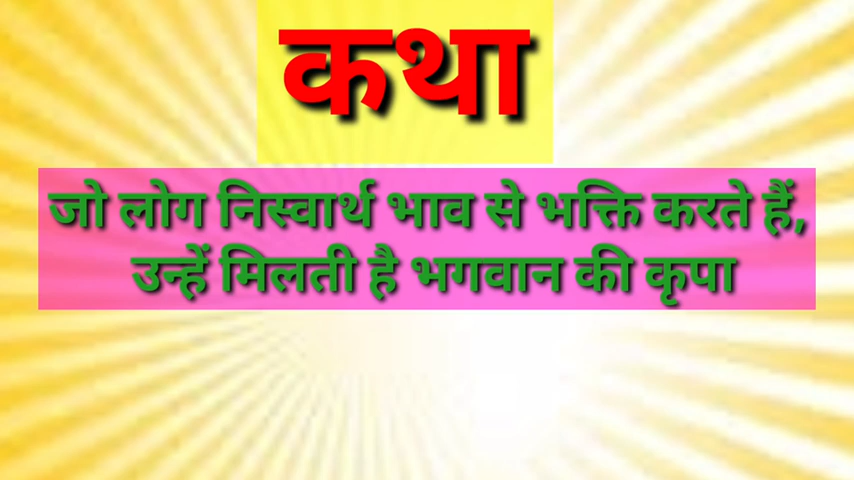 कथा
जो लोग निस्वार्थ भाव से भक्ति करते हैं,
उन्हें मिलती है भगवान की कृपा